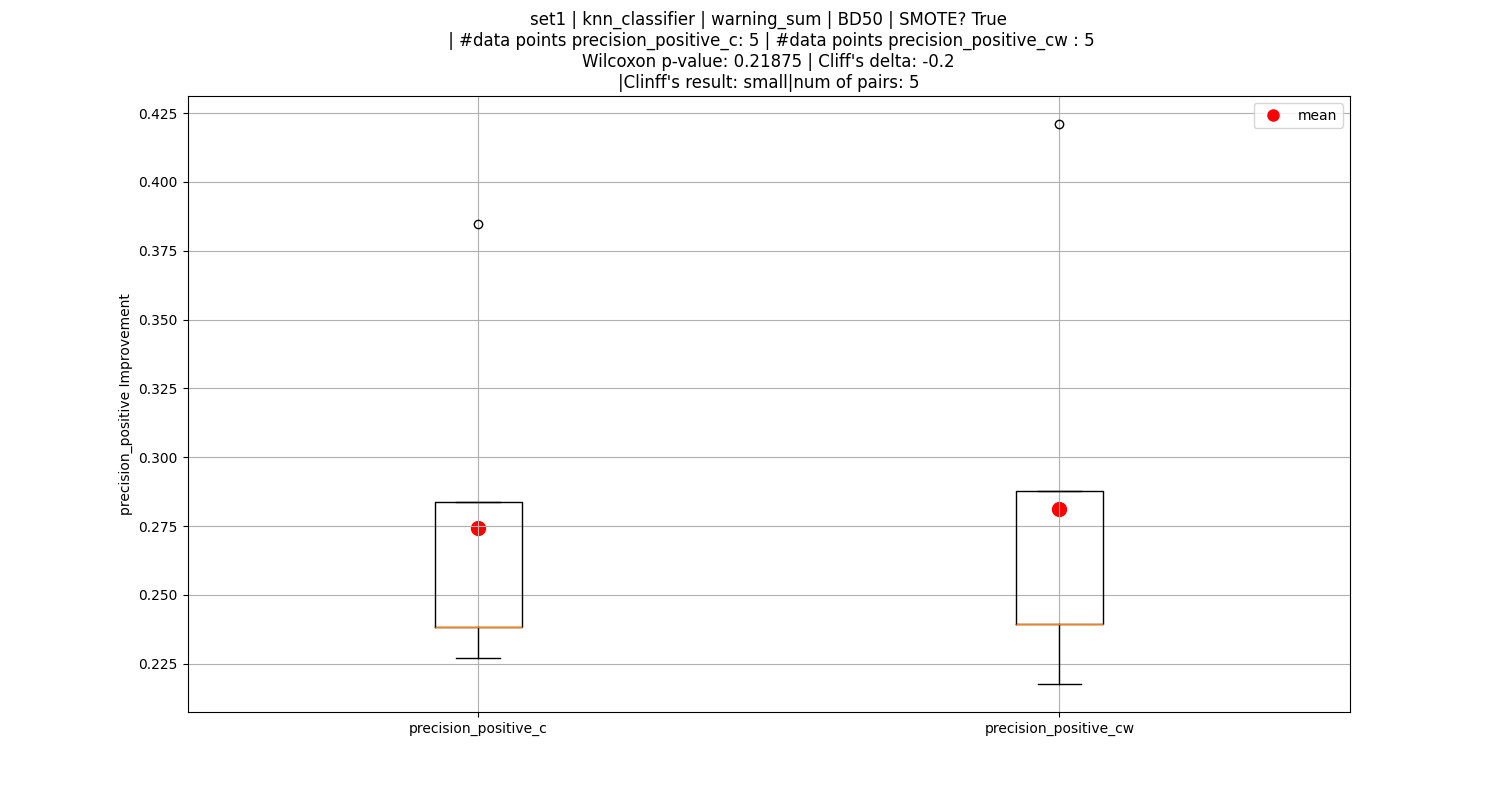 set1 | knn_classifier | warning_sum | BD50 | SMOTE? True
| #data points precision_positive_c: 5 | #data points precision_positive_cw : 5
Wilcoxon p-value: 0.21875 | Cliff's delta: -0.2
|Clinff's result: small|num of pairs: 5
mean
0.425
0.400
0.375
0.350
0.325
0.300
0.275
0.250
0.225
precision_positive Improvement
precision_positive_c
precision_positive_cw